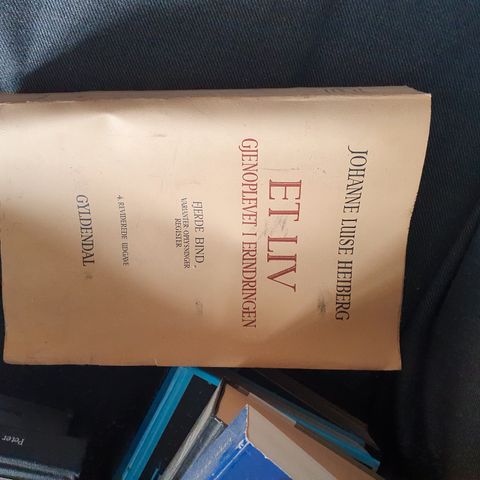 JOHANNE LUISE HEIBERG
ET LIV
GJENOPLEVET I ERINDRINGEN
FJERDE BIND
VARIANTER-OPLYSNINGER
REGISTER
4. REVIDEREDE UDGAVE
GYLDENDAL
Peter